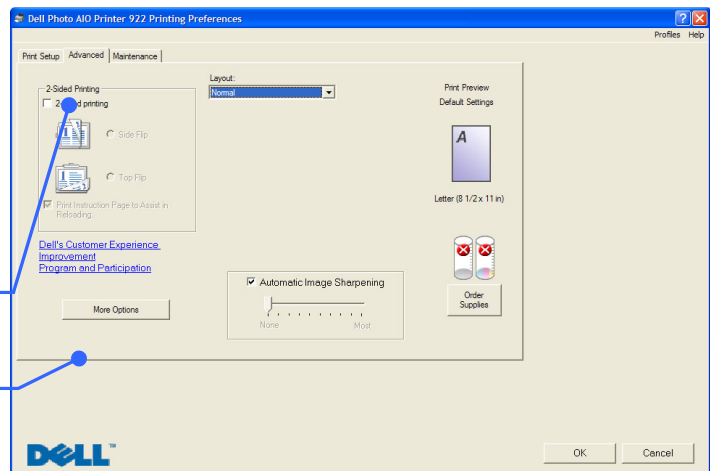 Dell Photo AIO Printer 922 Printing Preferences
Profiles Help
Print Setup Advanced Maintenance
2-Sided Printing
printing
Side Flip
Top Flip
Print Instruction Page to Assist in
Reloading.
Dell's Customer Experience
Improvement
Program and Participation
More Options
Layout:
Normal
Automatic Image Sharpening
None Most
Print Preview
Default Settings
A
Letter (8 1/2 x 11 in)
Order
Supplies
DELL™
OK Cancel